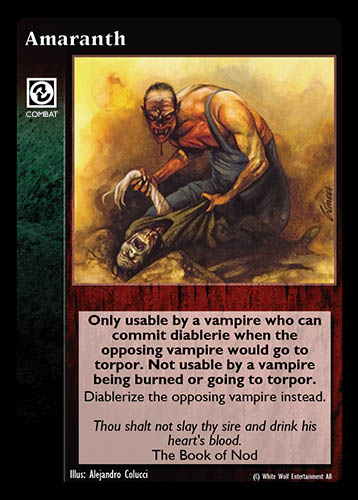 Amaranth
COMBAT
Only usable by a vampire who can
commit diablerie when the
opposing vampire would go to
torpor. Not usable by a vampire
being burned or going to torpor.
Diablerize the opposing vampire instead.
Thou shalt not slay thy sire and drink his
heart's blood.
The Book of Nod
Illus: Alejandro Colucci
(C) White Wolf Entertainment AB